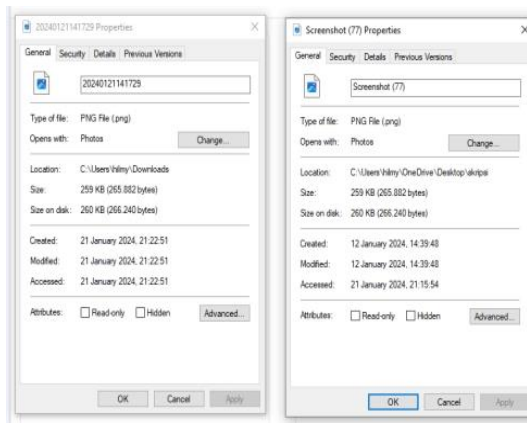 20240121141729 Properties
General Security Details Previous Versions
20240121141729
Type of file: PNG File (.png)
Opens with: Photos Change...
Location: C:\Users\hilmy\Downloads
Size: 259 KB (265.882 bytes)
Size on disk: 260 KB (266.240 bytes)
Created: 21 January 2024, 21:22:51
Modified: 21 January 2024, 21:22:51
Accessed: 21 January 2024, 21:22:51
Attributes: Read-only Hidden Advanced...
OK Cancel Apply
Screenshot (77) Properties
General Security Details Previous Versions
Screenshot (77)
Type of file: PNG File (.png)
Opens with: Photos Change...
Location: C:\Users\hilmy\OneDrive\Desktop\skripsi
Size: 259 KB (265.882 bytes)
Size on disk: 260 KB (266.240 bytes)
Created: 12 January 2024, 14:39:48
Modified: 12 January 2024, 14:39:48
Accessed: 21 January 2024, 21:15:54
Attributes: Read-only Hidden Advanced...
OK Cancel Apply